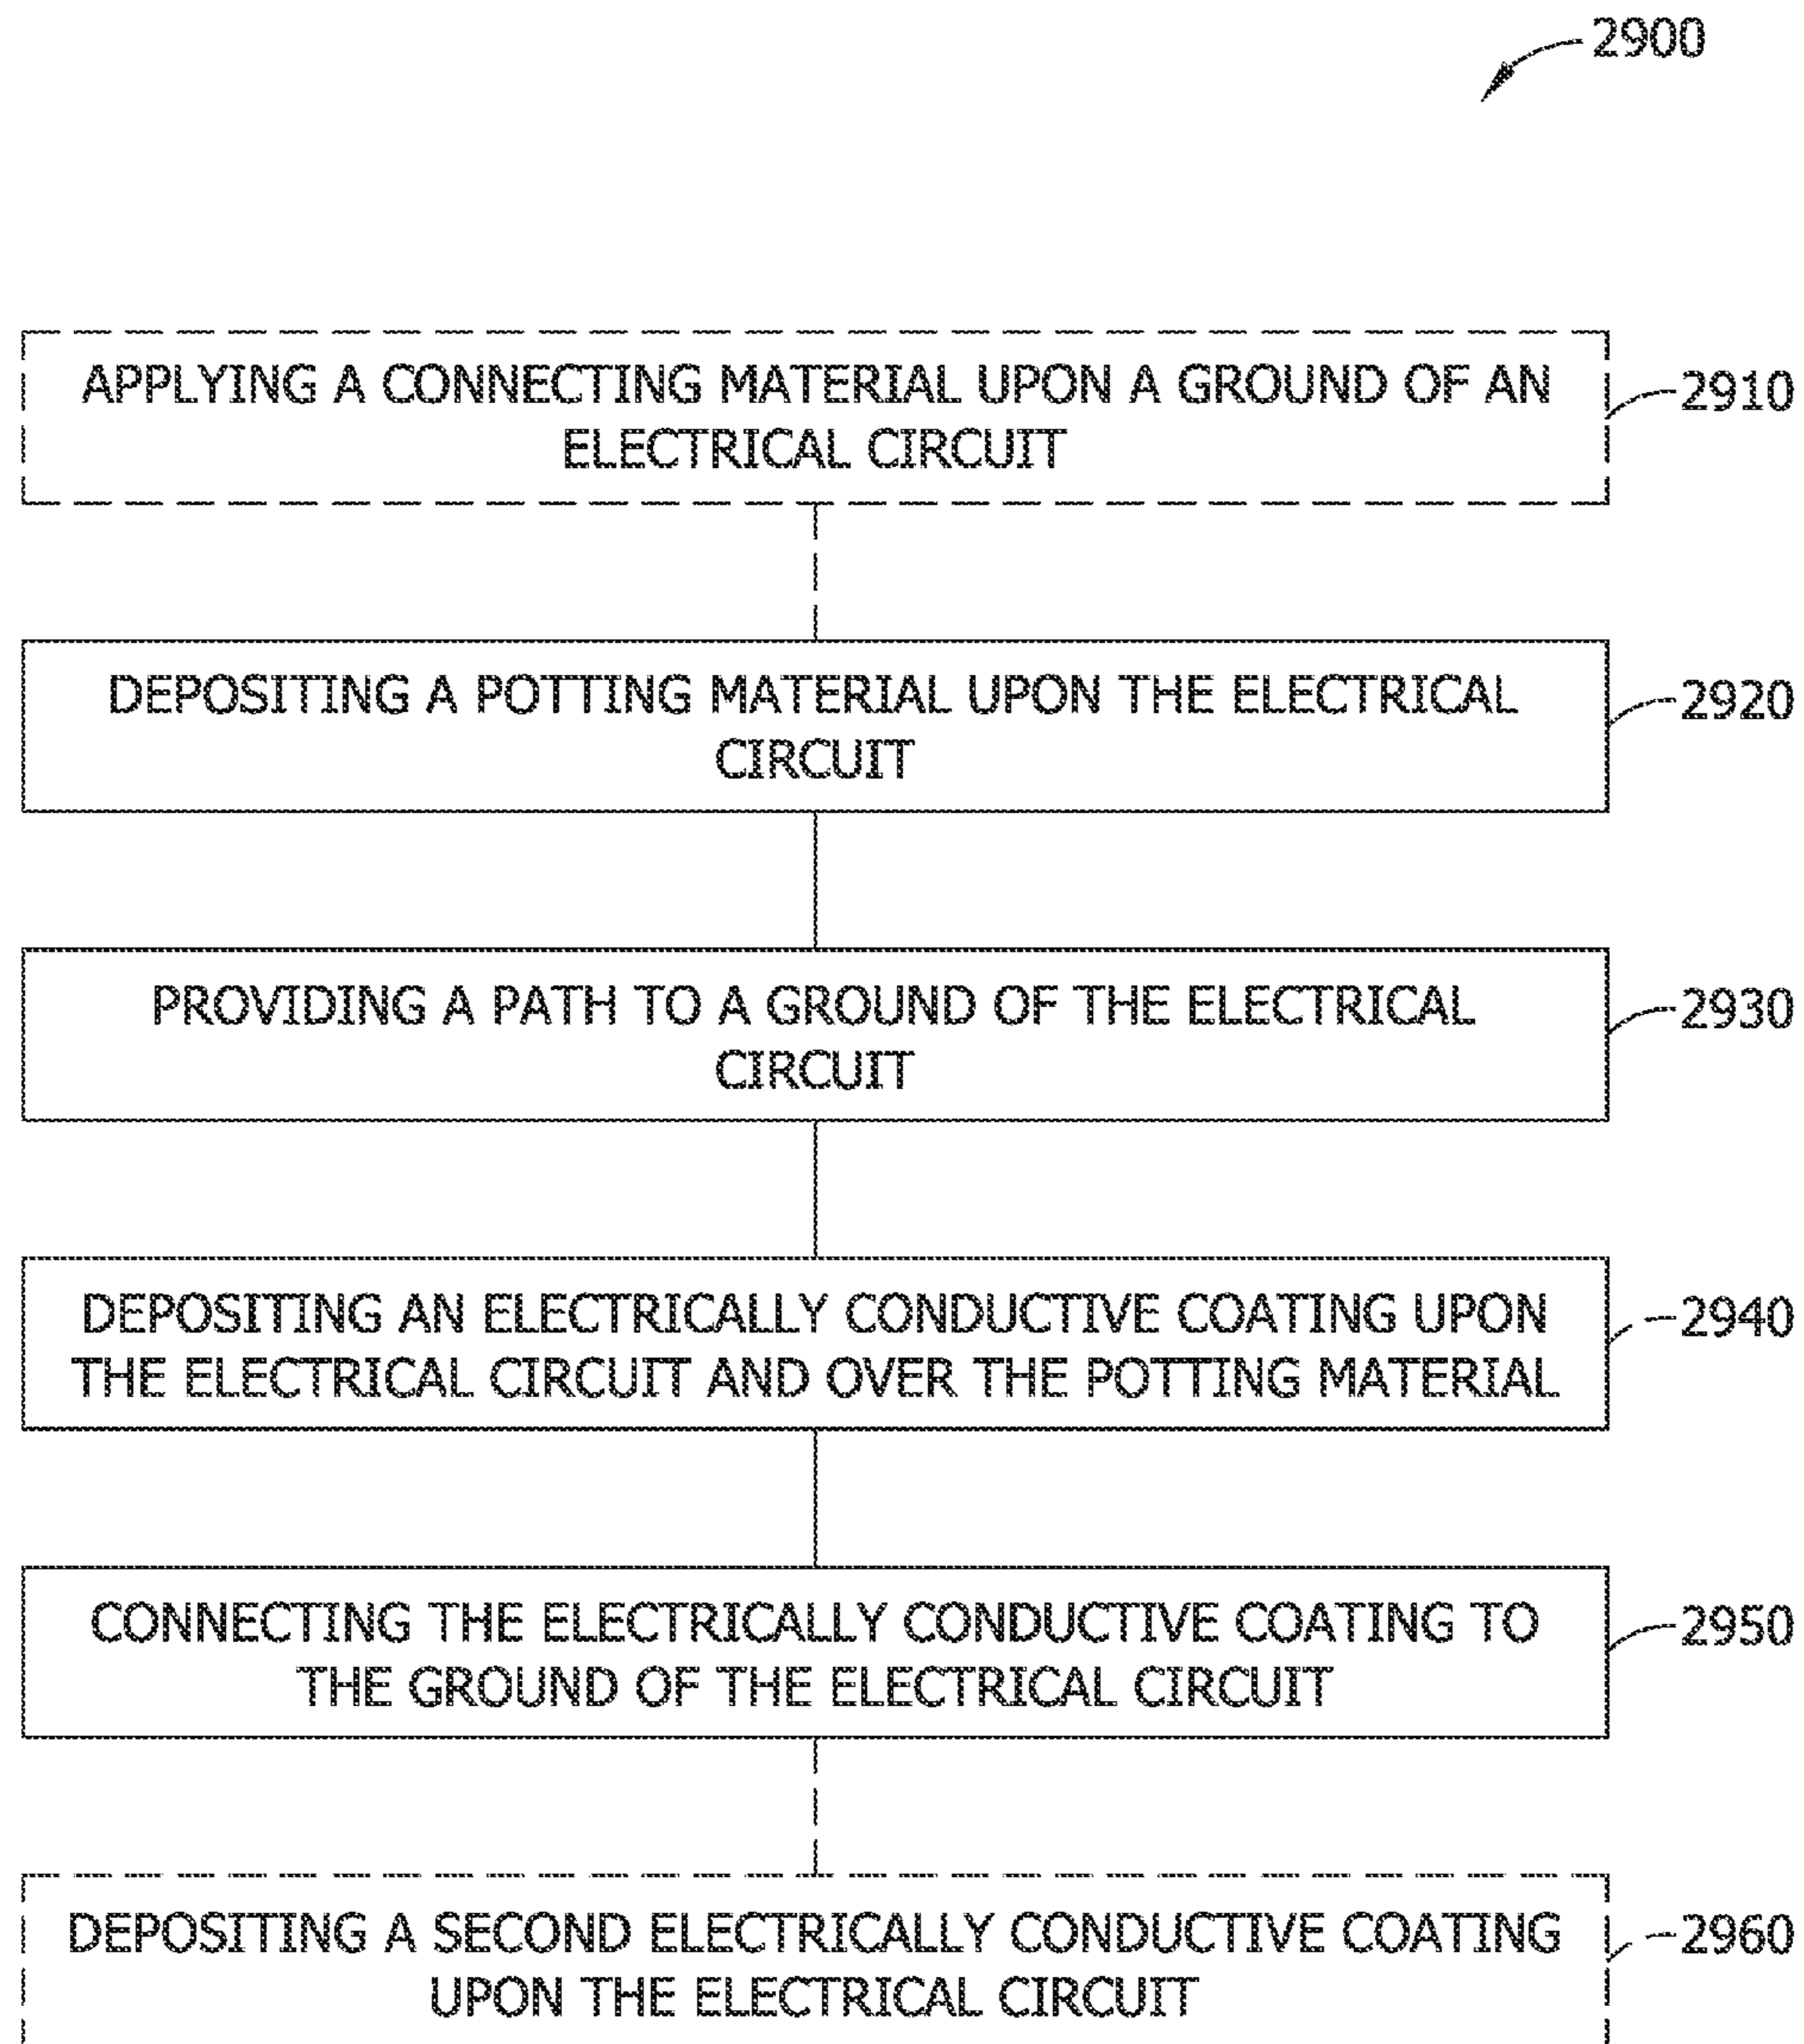 2900
APPLYING A CONNECTING MATERIAL UPON A GROUND OF AN
ELECTRICAL CIRCUIT
2910
DEPOSITING A POTTING MATERIAL UPON THE ELECTRICAL
CIRCUIT
2920
PROVIDING A PATH TO A GROUND OF THE ELECTRICAL
CIRCUIT
2930
DEPOSITING AN ELECTRICALLY CONDUCTIVE COATING UPON
THE ELECTRICAL CIRCUIT AND OVER THE POTTING MATERIAL
2940
CONNECTING THE ELECTRICALLY CONDUCTIVE COATING TO
THE GROUND OF THE ELECTRICAL CIRCUIT
2950
DEPOSITING A SECOND ELECTRICALLY CONDUCTIVE COATING
UPON THE ELECTRICAL CIRCUIT
2960